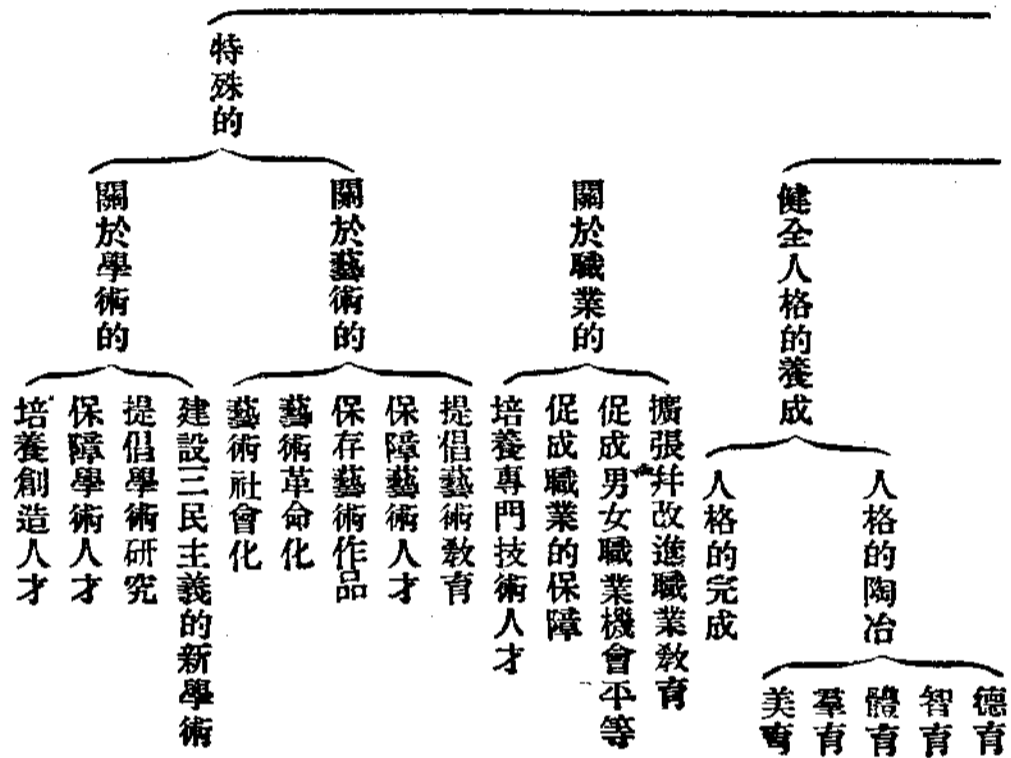 健全人格的養成
人格的陶冶
德育
智育
體育
羣育
美育
人格的完成
關於職業的
擴張幷改進職業教育
促成男女職業機會平等
促成職業的保障
培養專門技術人才
特殊的
關於藝術的
提倡藝術教育
保障藝術人才
保存藝術作品
藝術革命化
藝術社會化
關於學術的
建設三民主義的新學術
提倡學術研究
保障學術人才
培養創造人才